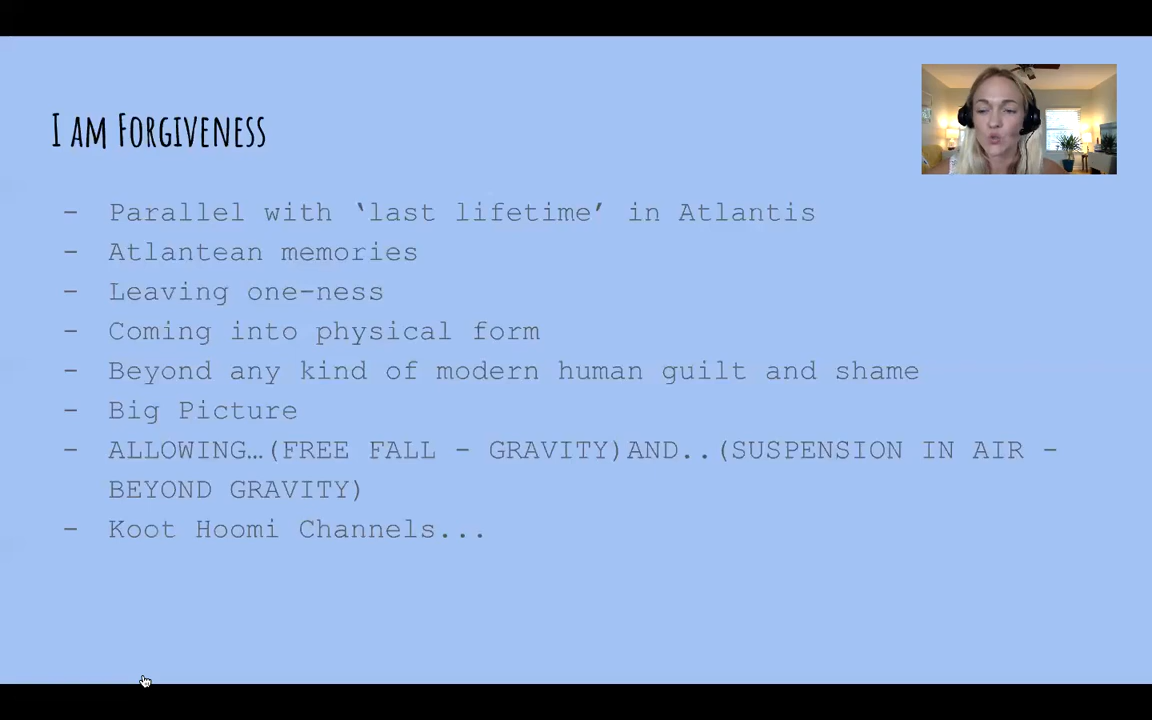 I am Forgiveness
- Parallel with ‘last lifetime’ in Atlantis
- Atlantean memories
- Leaving one-ness
- Coming into physical form
- Beyond any kind of modern human guilt and shame
- Big Picture
- ALLOWING…(FREE FALL - GRAVITY)AND..(SUSPENSION IN AIR -
BEYOND GRAVITY)
- Koot Hoomi Channels...